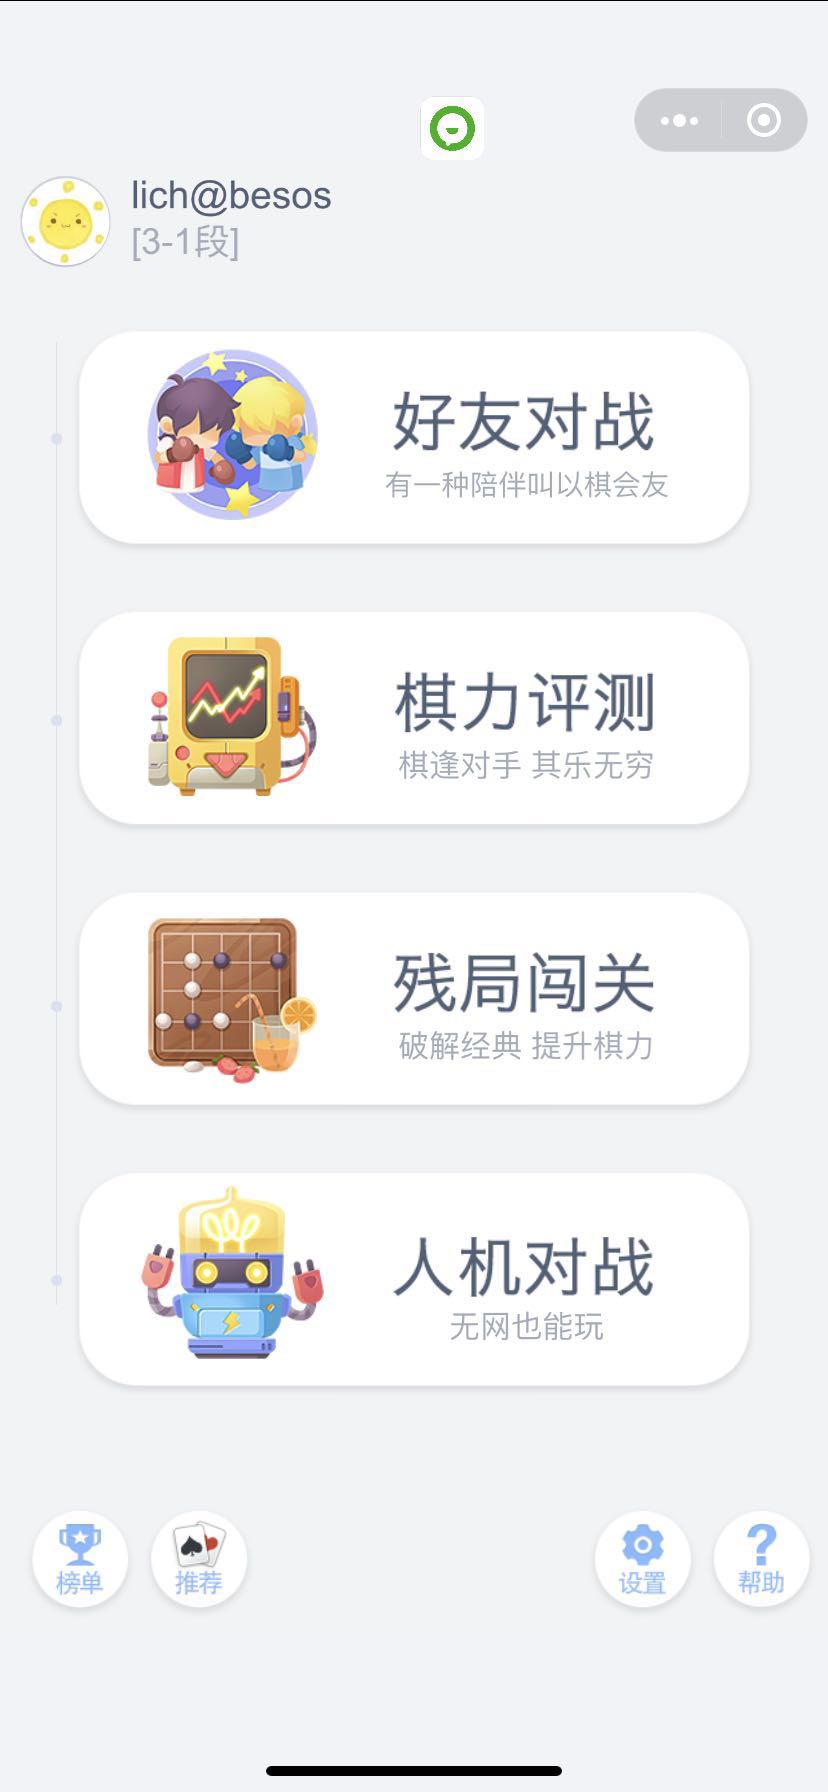 lich@besos
[3-1段]
好友对战
有一种陪伴叫以棋会友
棋力评测
棋逢对手 其乐无穷
残局闯关
破解经典 提升棋力
人机对战
无网也能玩
榜单
推荐
设置
?
帮助